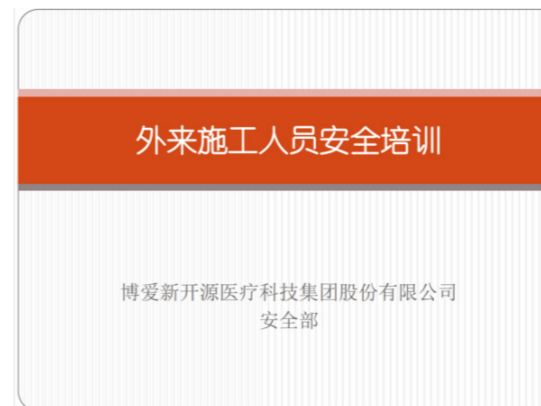 外来施工人员安全培训
博爱新开源医疗科技集团股份有限公司
安全部